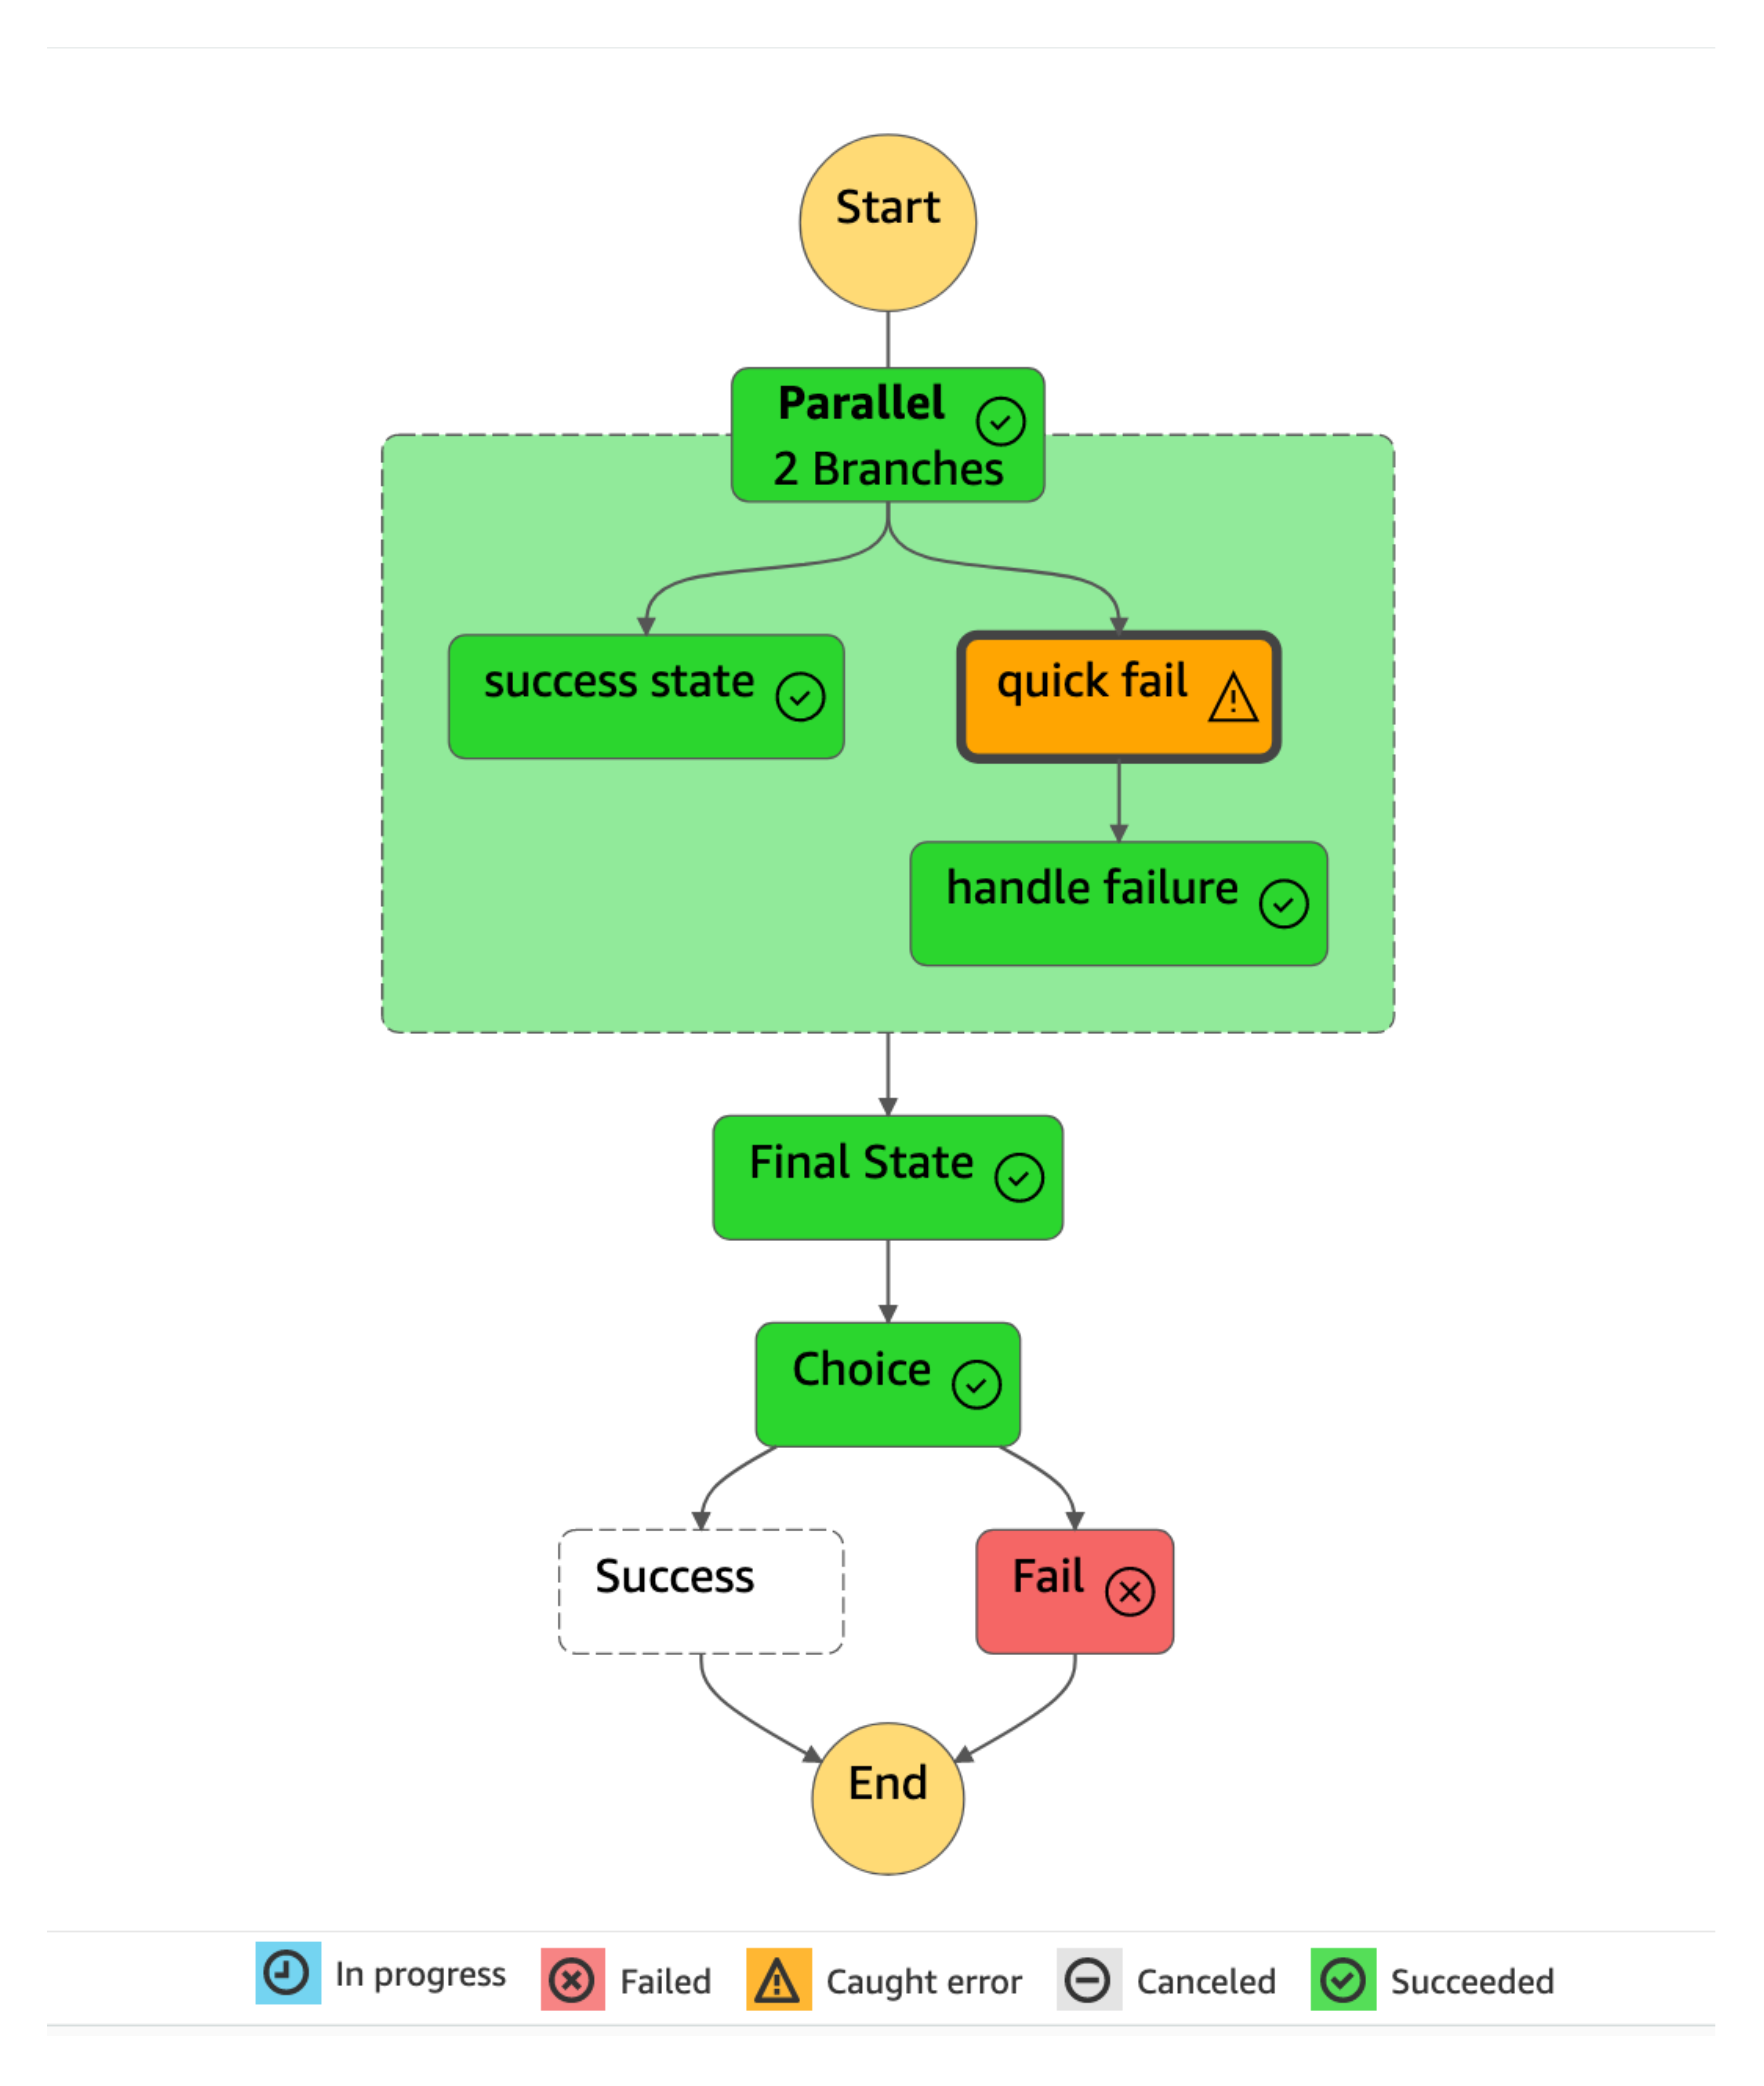 Start
Parallel
2 Branches
success state
quick fail
handle failure
Final State
Choice
Success
Fail
End
In progress
Failed
Caught error
Canceled
Succeeded